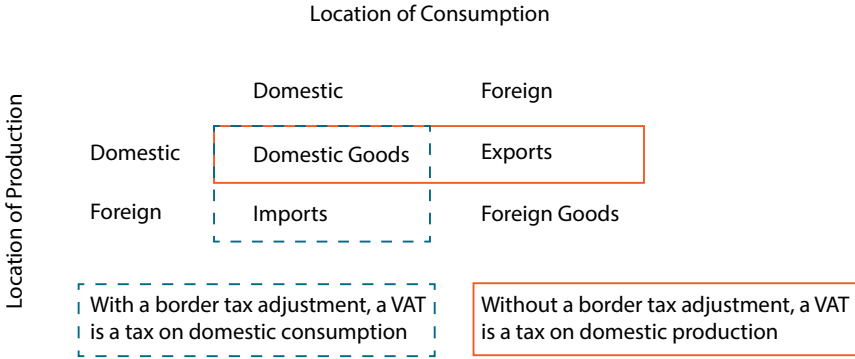 Location of Consumption
Domestic Foreign
Location of Production
Domestic Domestic Goods Exports
Foreign Imports Foreign Goods
With a border tax adjustment, a VAT
is a tax on domestic consumption
Without a border tax adjustment, a VAT
is a tax on domestic production